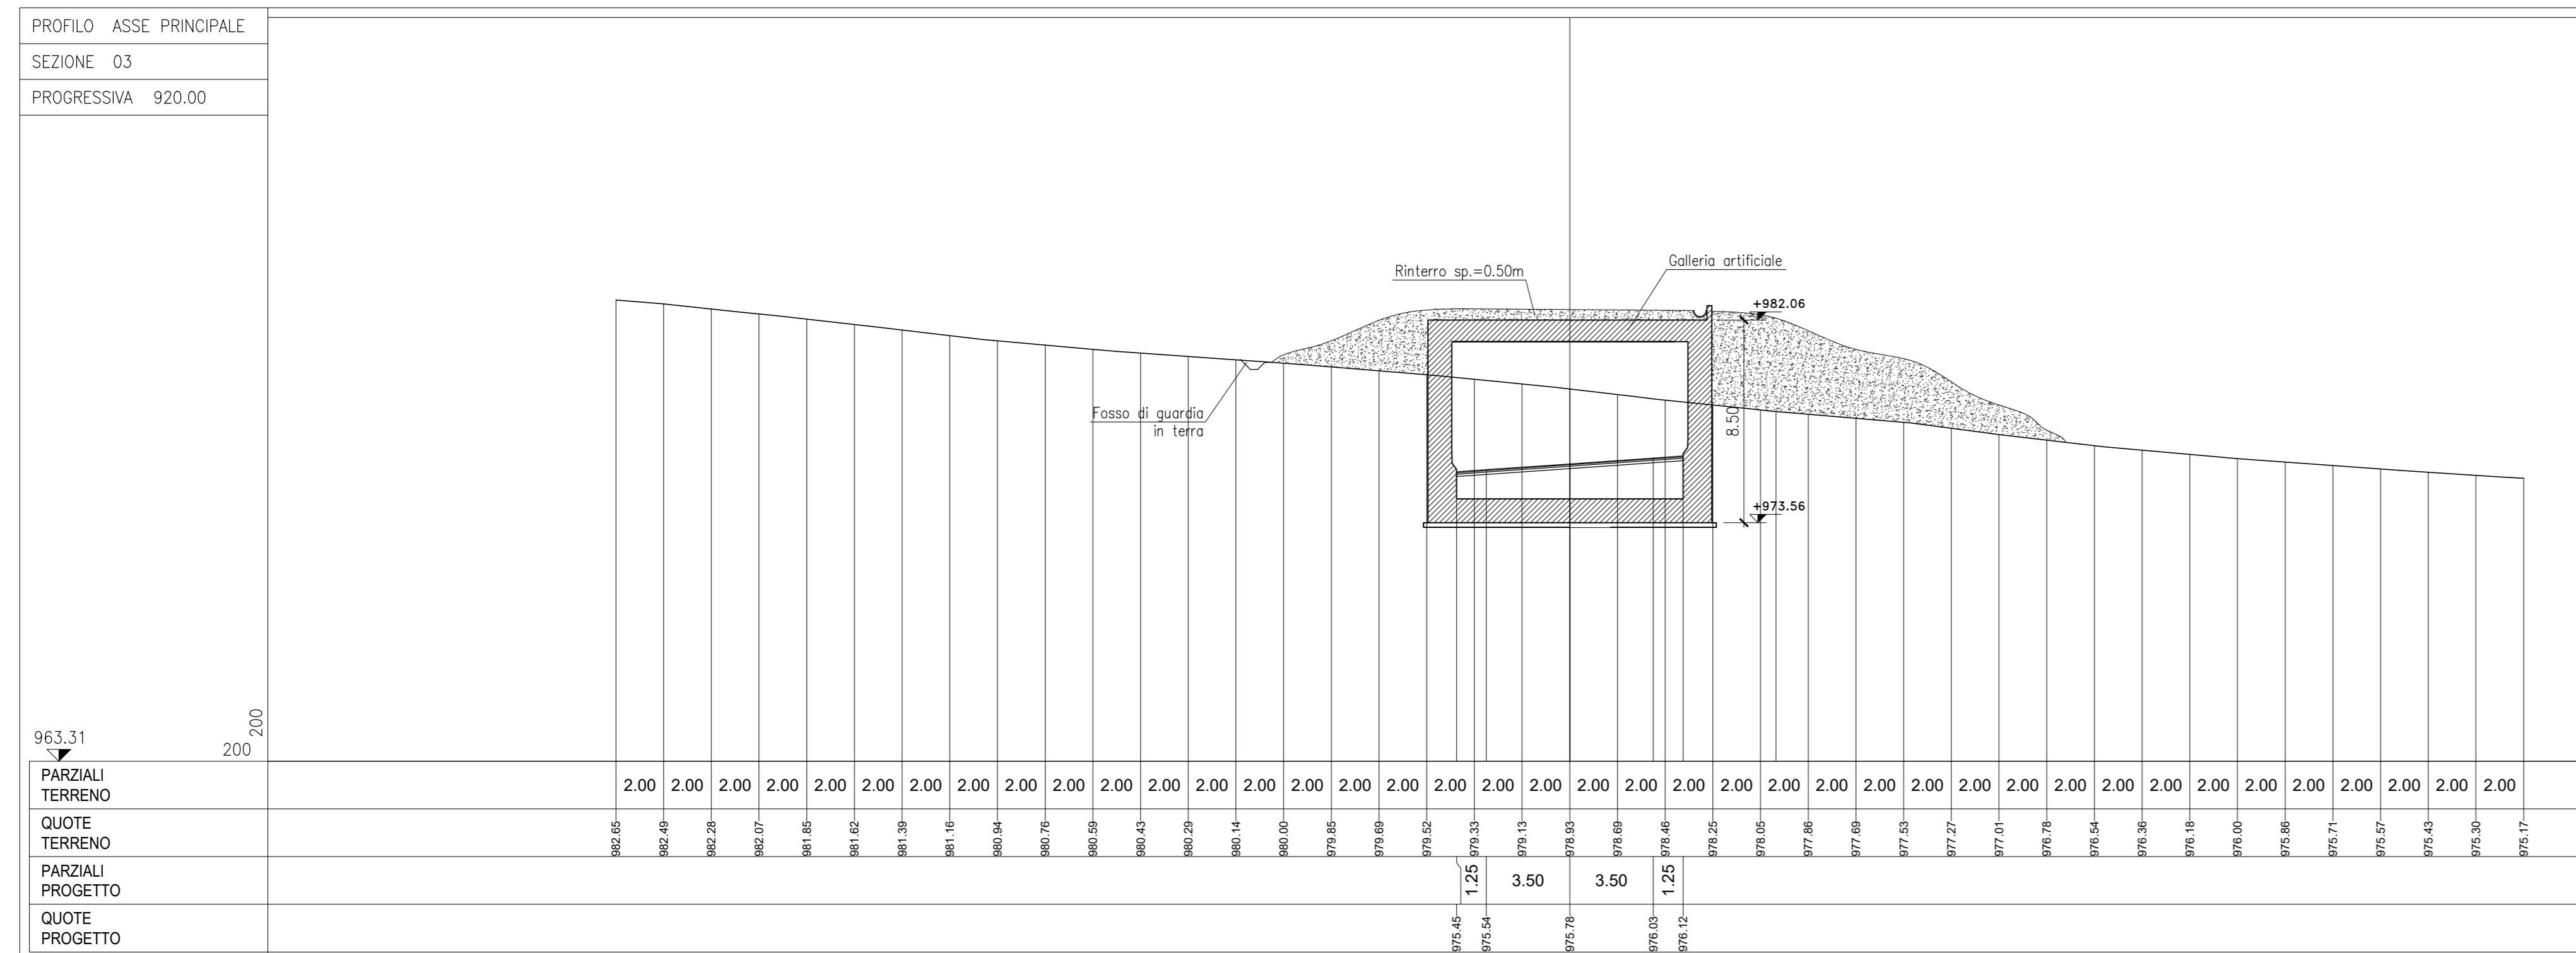 PROFILO ASSE PRINCIPALE
SEZIONE 03
PROGRESSIVA 920.00
Rinterro sp.=0.50m
Galleria artificiale
+982.06
Fosso di guardia
in terra
8.50
+973.56
963.31
200
200
PARZIALI
TERRENO
2.00 2.00 2.00 2.00 2.00 2.00 2.00 2.00 2.00 2.00 2.00 2.00 2.00 2.00 2.00 2.00 2.00 2.00 2.00 2.00 2.00 2.00 2.00 2.00 2.00 2.00 2.00 2.00 2.00 2.00 2.00 2.00 2.00 2.00 2.00 2.00 2.00 2.00 2.00 2.00
QUOTE
TERRENO
982.65 982.49 982.28 982.07 981.85 981.62 981.39 981.16 980.94 980.76 980.59 980.43 980.29 980.14 980.00 979.85 979.69 979.52 979.33 979.13 978.93 978.69 978.46 978.25 978.05 977.86 977.69 977.53 977.27 977.01 976.78 976.54 976.36 976.18 976.00 975.86 975.71 975.57 975.43 975.30 975.17
PARZIALI
PROGETTO
1.25 3.50 3.50 1.25
QUOTE
PROGETTO
975.45 975.54 975.78 976.03 976.12